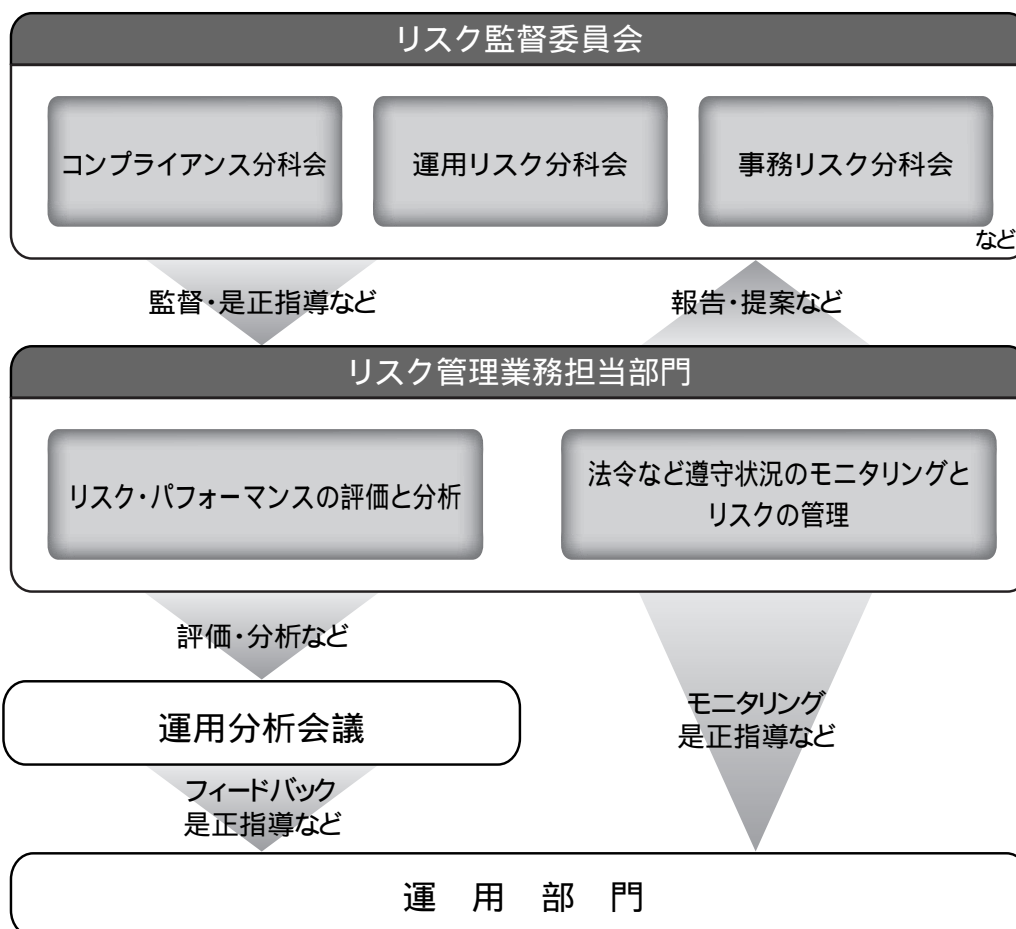 リスク監督委員会
コンプライアンス分科会
運用リスク分科会
事務リスク分科会
など
監督・是正指導など
報告・提案など
リスク管理業務担当部門
リスク・パフォーマンスの評価と分析
法令など遵守状況のモニタリングと
リスクの管理
評価・分析など
運用分析会議
モニタリング
是正指導など
フィードバック
是正指導など
運 用 部 門